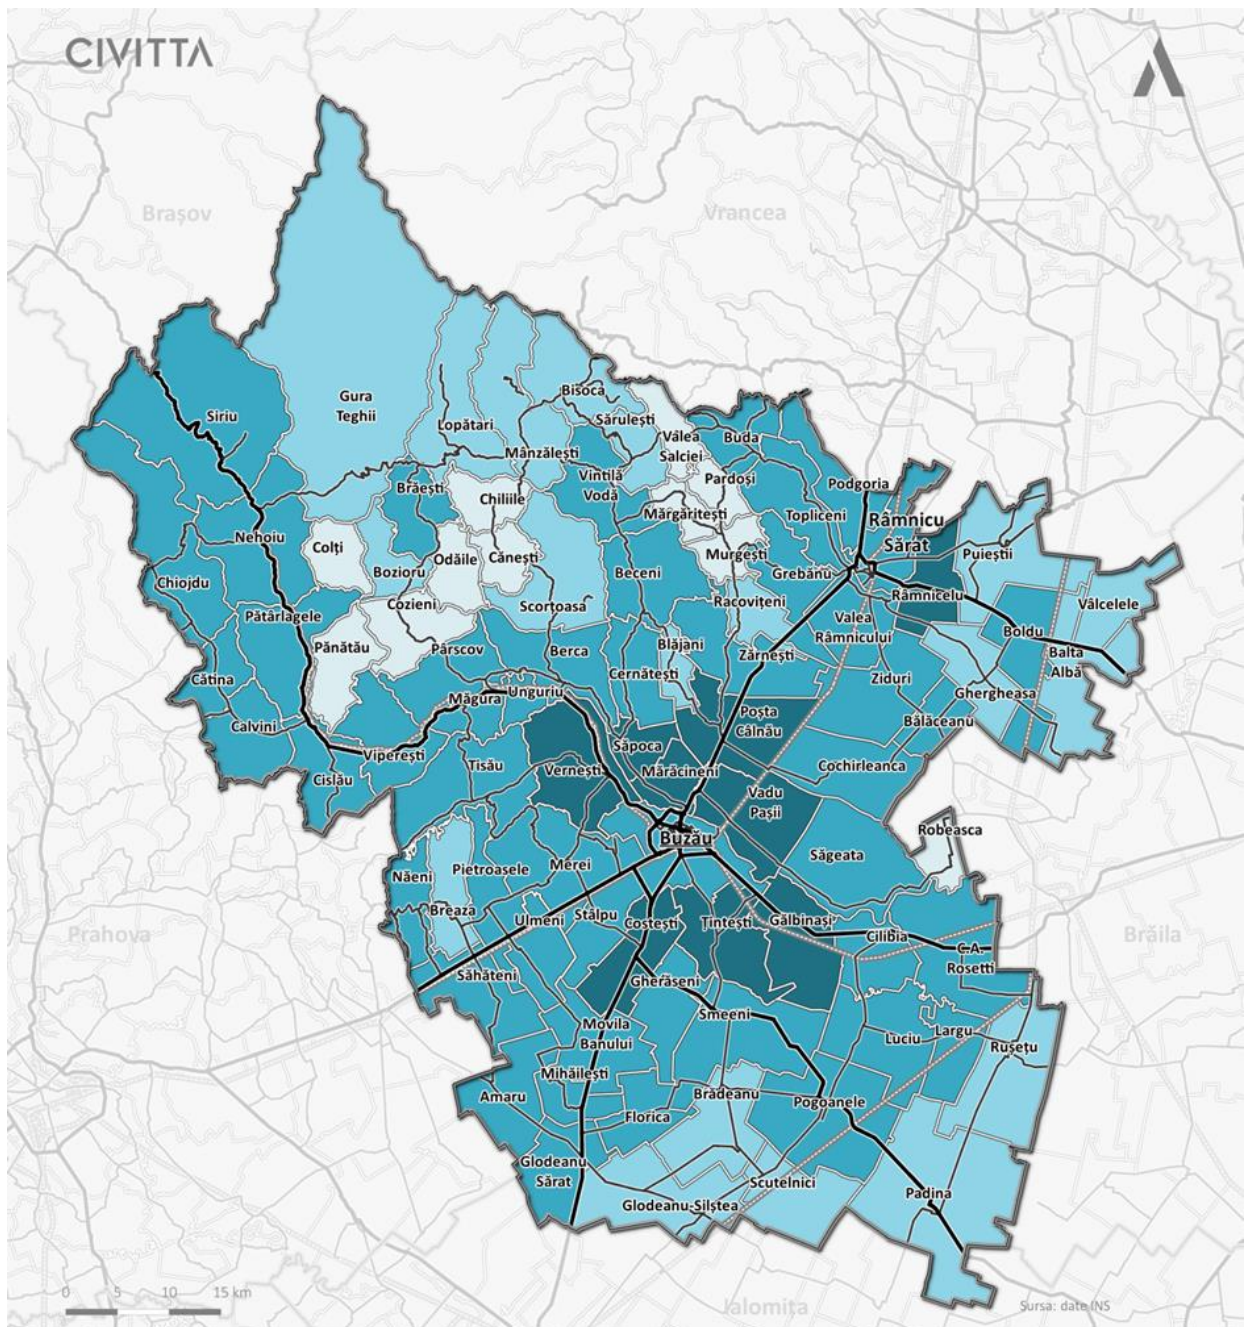 CIVITTA
Brașov
Vrancea
Bisoca
Gura
Teghii
Siriu
Lopătari
Sărulești
Valea
Salciei
Buda
Mânzălești
Vintilă
Vodă
Pardoși
Podgoria
Brăești
Chiliile
Mărgăritești
Topliceni
Râmnicu
Sărat
Nehoiu
Colți
Odăile
Cănești
Murgești
Puieștii
Chiojdu
Bozioru
Beceni
Grebănu
Râmnicelu
Cozieni
Scorțoasa
Racovițeni
Vâlcelele
Pătârlagele
Valea
Râmnicului
Boldu
Pănătău
Pârscov
Berca
Blăjani
Zărnești
Balta
Albă
Cătina
Cernătești
Ziduri
Ghergheasa
Măgura
Unguriu
Calvini
Poșta
Câlnău
Bălăceanu
Viperești
Săpoca
Cislău
Tisău
Vernești
Mărăcineni
Cochirleanca
Vadu
Pașii
Buzău
Robeasca
Săgeata
Năeni
Pietroasele
Merei
Breaza
Ulmeni
Stâlpu
Costești
Țintești
Gălbinași
Cilibia
Prahova
Brăila
C.A.
Rosetti
Săhăteni
Gherăseni
Smeeni
Movila
Banului
Luciu
Largu
Rușețu
Mihăilești
Amaru
Brădeanu
Pogoanele
Florica
Glodeanu
Sărat
Scutelnici
Padina
Glodeanu-Silștea
0 5 10 15 km
Ialomița
Sursa: date INS